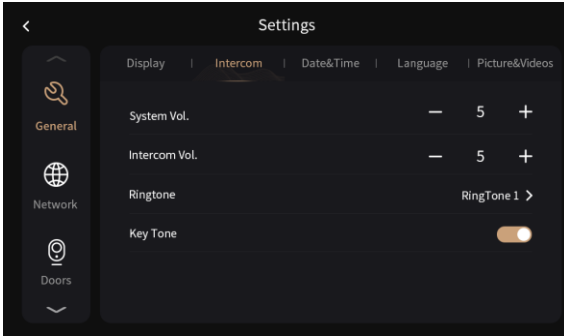 Settings
Display | Intercom | Date&Time | Language | Picture&Videos
General
Network
Doors
System Vol. — 5 +
Intercom Vol. — 5 +
Ringtone RingTone 1 >
Key Tone